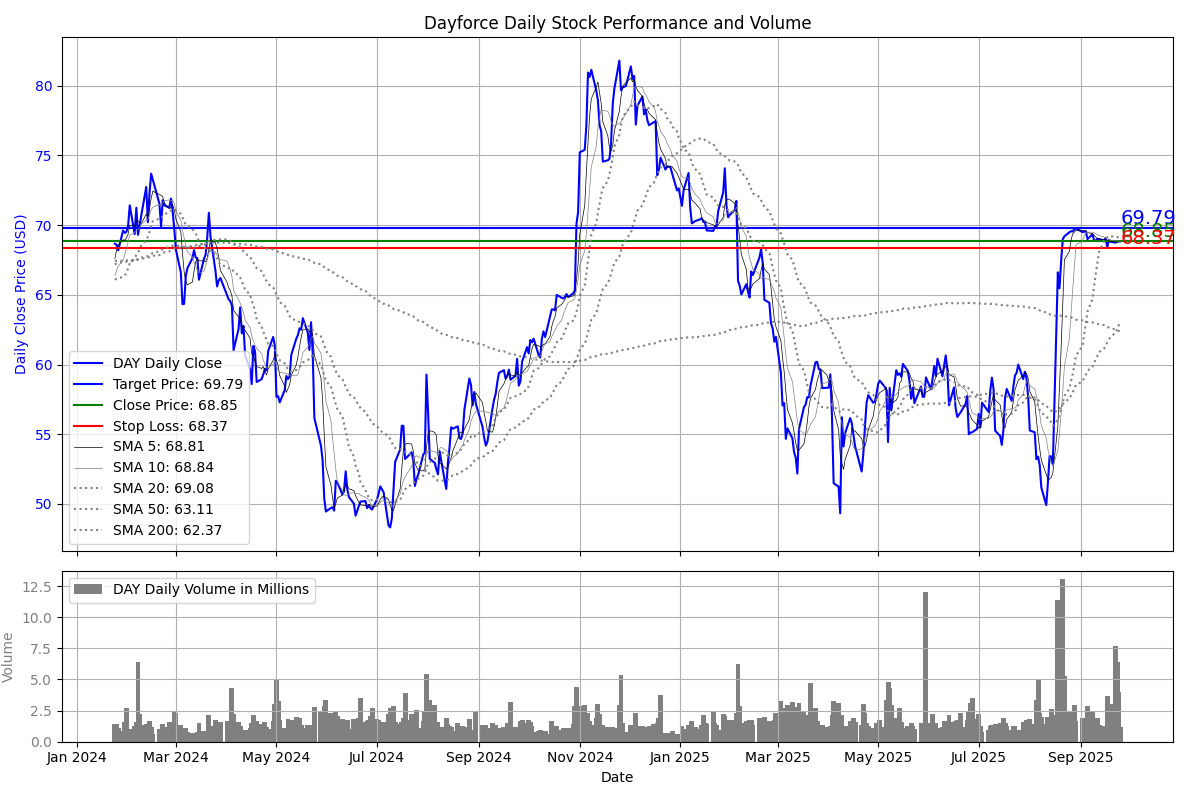 Dayforce Daily Stock Performance and Volume
Daily Close Price (USD)
80
75
70
65
60
55
50
69.79
68.85
68.37
DAY Daily Close
Target Price: 69.79
Close Price: 68.85
Stop Loss: 68.37
SMA 5: 68.81
SMA 10: 68.84
SMA 20: 69.08
SMA 50: 63.11
SMA 200: 62.37
Volume
12.5
10.0
7.5
5.0
2.5
0.0
DAY Daily Volume in Millions
Jan 2024 Mar 2024 May 2024 Jul 2024 Sep 2024 Nov 2024 Jan 2025 Mar 2025 May 2025 Jul 2025 Sep 2025
Date